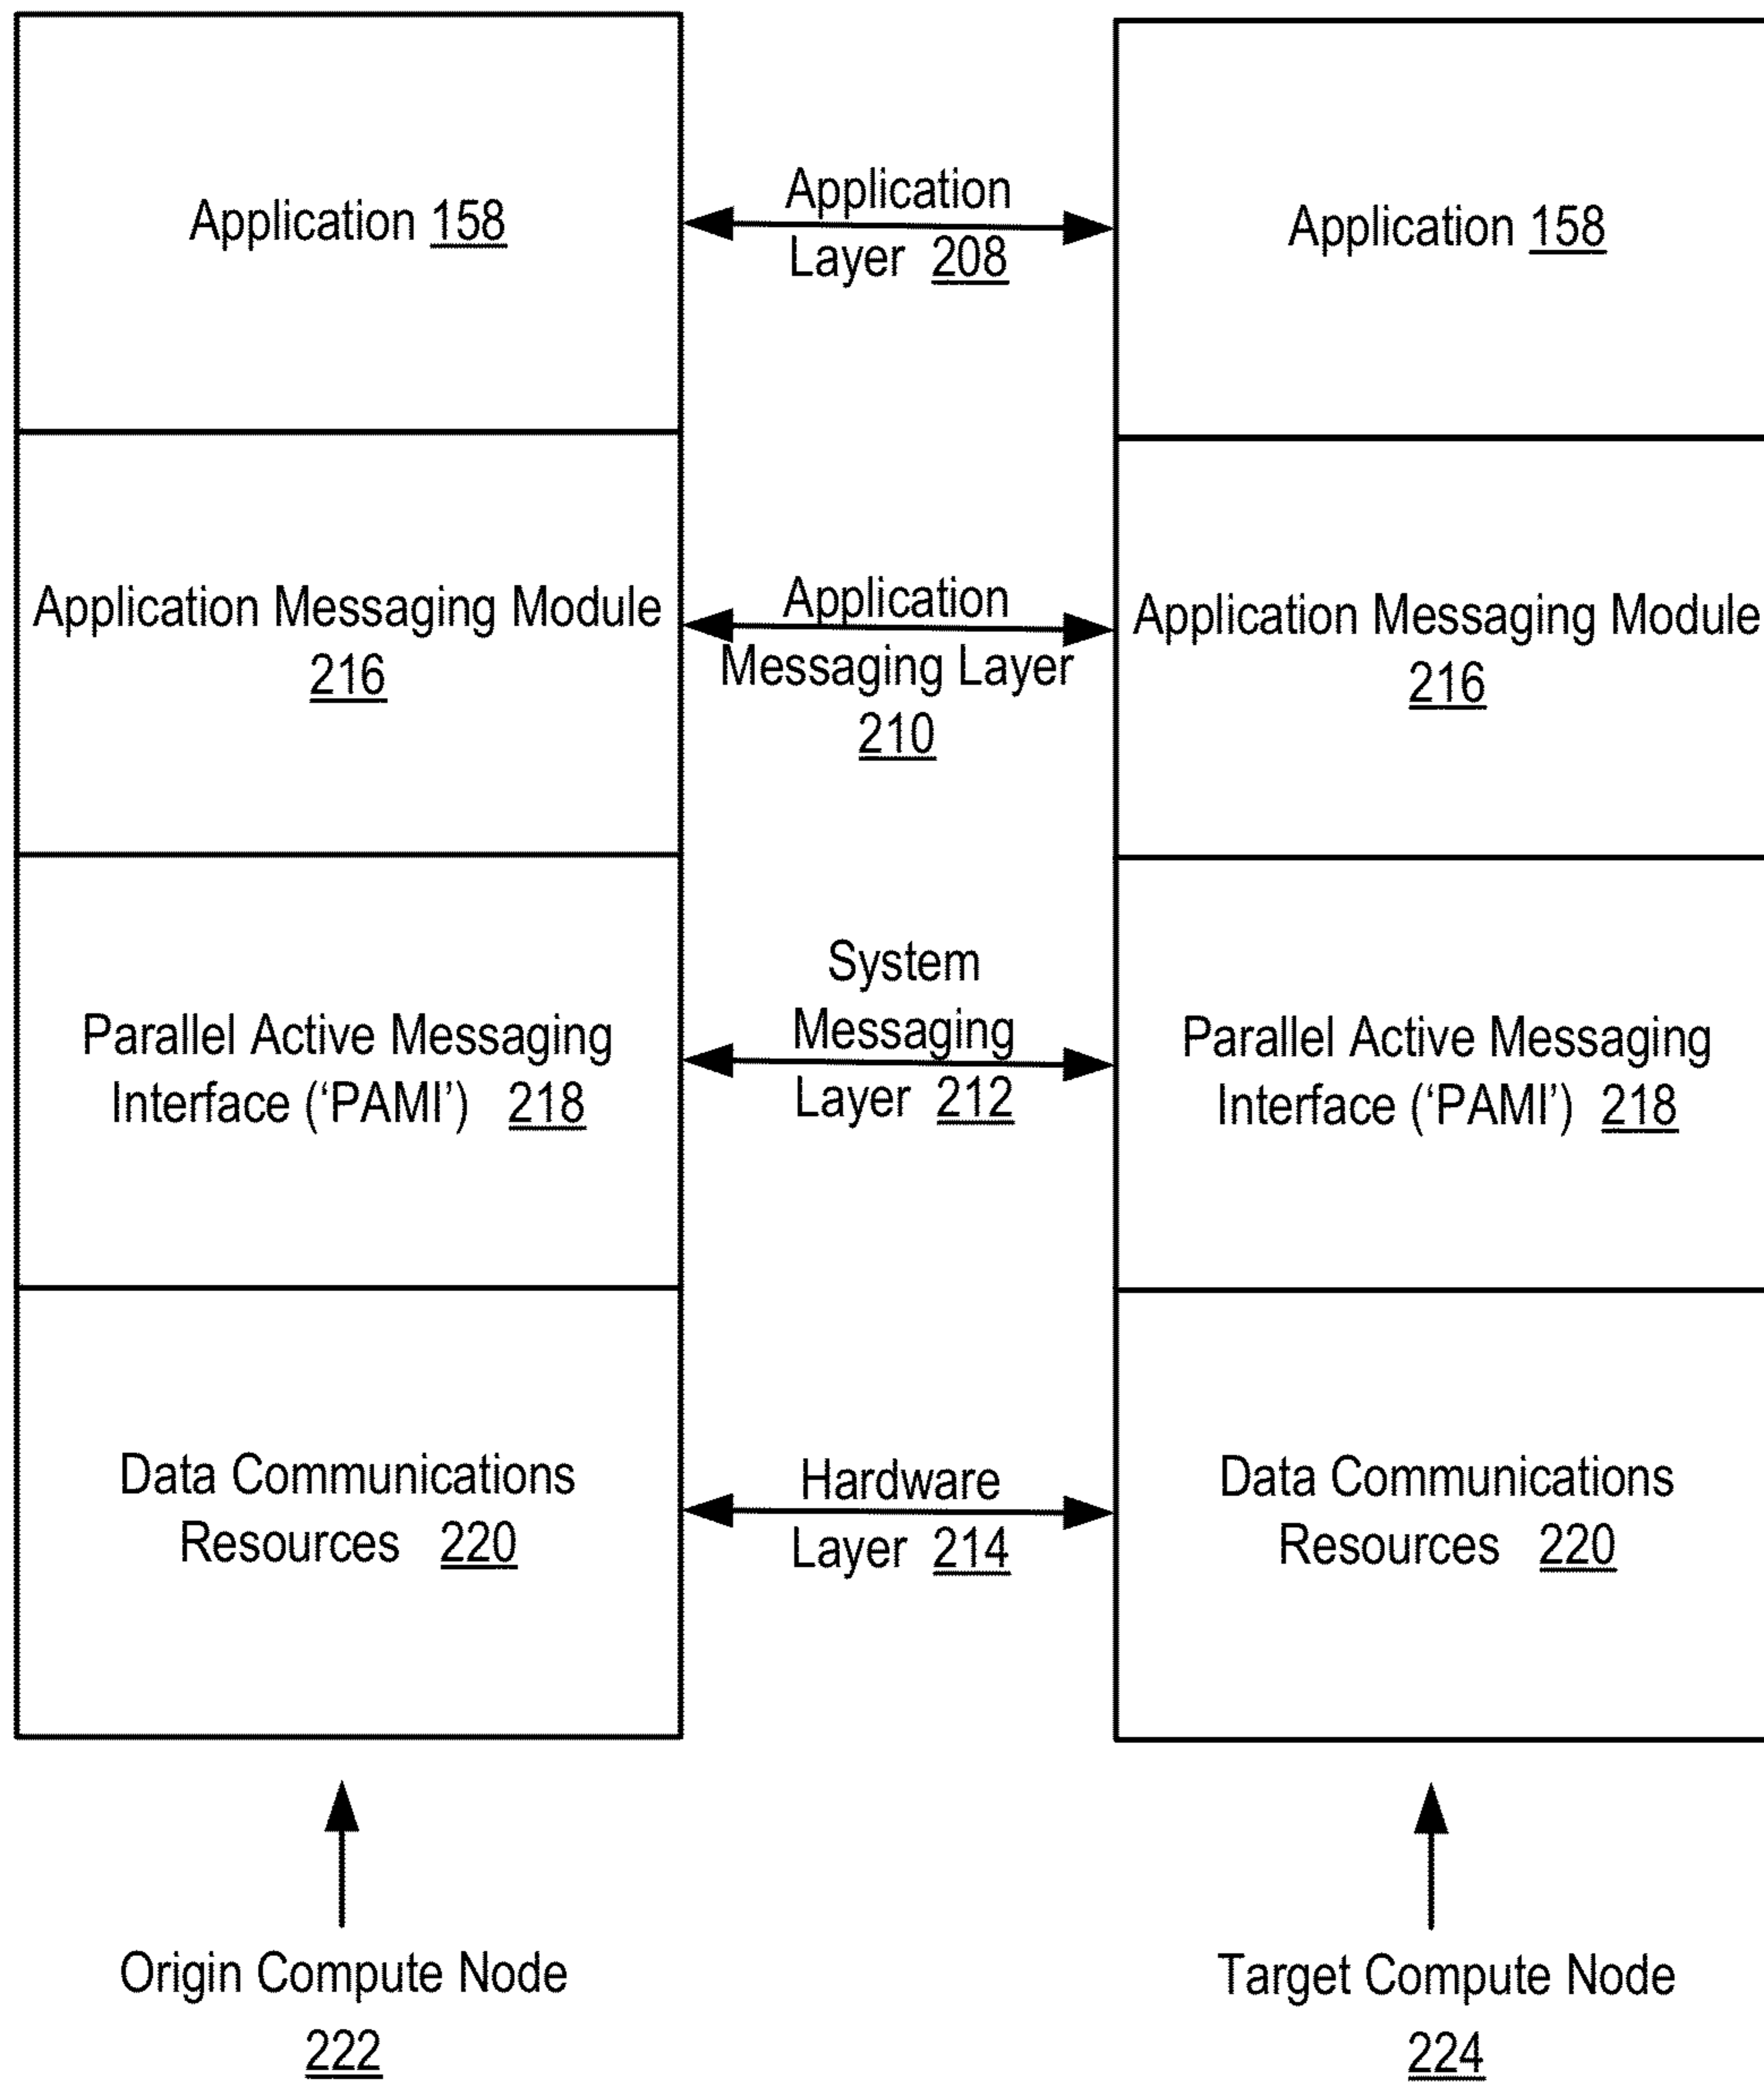 Application 158
Application
Layer 208
Application 158
Application Messaging Module
216
Application
Messaging Layer
210
Application Messaging Module
216
Parallel Active Messaging
Interface (‘PAMI’) 218
System
Messaging
Layer 212
Parallel Active Messaging
Interface (‘PAMI’) 218
Data Communications
Resources 220
Hardware
Layer 214
Data Communications
Resources 220
Origin Compute Node
222
Target Compute Node
224